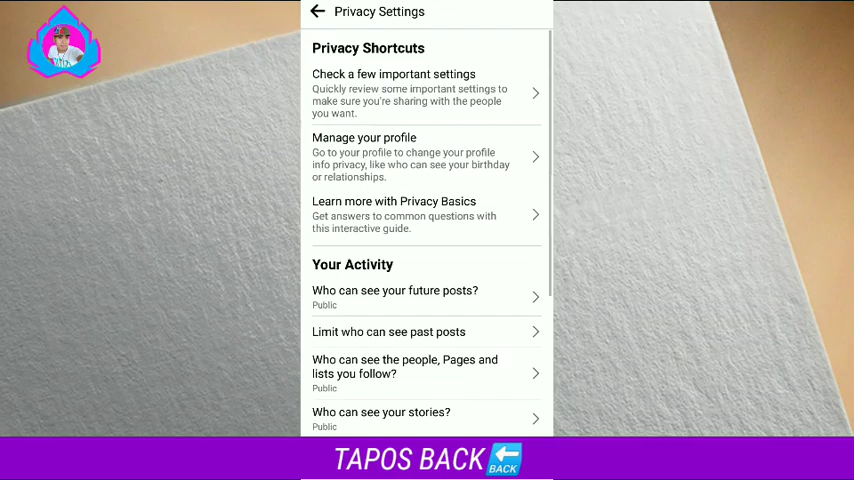 Privacy Settings
Privacy Shortcuts
Check a few important settings
Quickly review some important settings to
make sure you're sharing with the people
you want.
Manage your profile
Go to your profile to change your profile
info privacy, like who can see your birthday
or relationships.
Learn more with Privacy Basics
Get answers to common questions with
this interactive guide.
Your Activity
Who can see your future posts?
Public
Limit who can see past posts
Who can see the people, Pages and
lists you follow?
Public
Who can see your stories?
Public
TAPOS BACK BACK